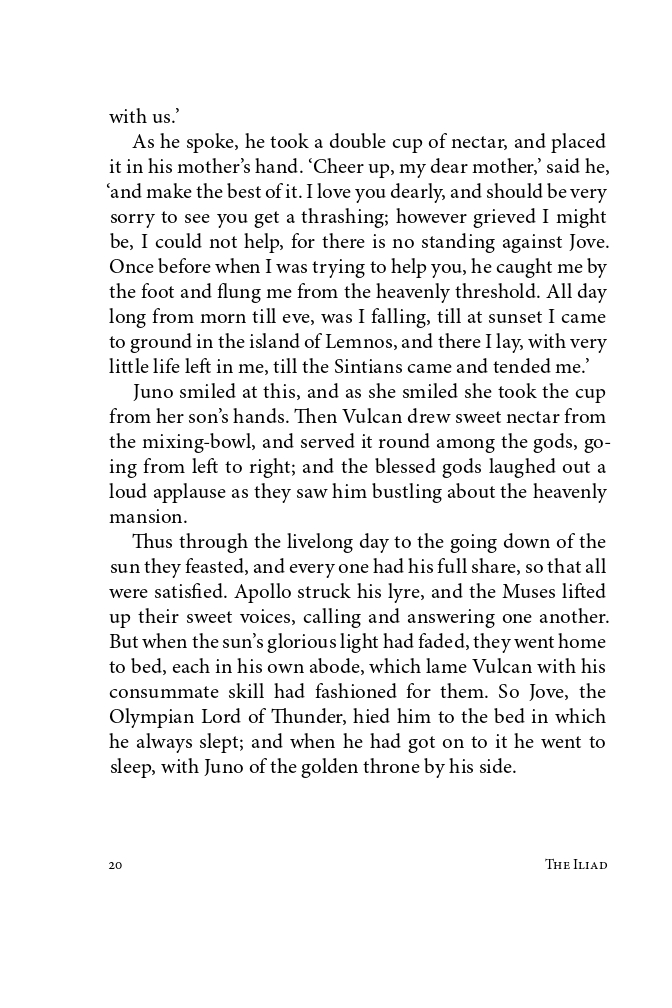 with us.’
As he spoke, he took a double cup of nectar, and placed
it in his mother’s hand. ‘Cheer up, my dear mother,’ said he,
‘and make the best of it. I love you dearly, and should be very
sorry to see you get a thrashing; however grieved I might
be, I could not help, for there is no standing against Jove.
Once before when I was trying to help you, he caught me by
the foot and flung me from the heavenly threshold. All day
long from morn till eve, was I falling, till at sunset I came
to ground in the island of Lemnos, and there I lay, with very
little life left in me, till the Sintians came and tended me.’
Juno smiled at this, and as she smiled she took the cup
from her son’s hands. Then Vulcan drew sweet nectar from
the mixing-bowl, and served it round among the gods, go-
ing from left to right; and the blessed gods laughed out a
loud applause as they saw him bustling about the heavenly
mansion.
Thus through the livelong day to the going down of the
sun they feasted, and every one had his full share, so that all
were satisfied. Apollo struck his lyre, and the Muses lifted
up their sweet voices, calling and answering one another.
But when the sun’s glorious light had faded, they went home
to bed, each in his own abode, which lame Vulcan with his
consummate skill had fashioned for them. So Jove, the
Olympian Lord of Thunder, hied him to the bed in which
he always slept; and when he had got on to it he went to
sleep, with Juno of the golden throne by his side.
20 The Iliad